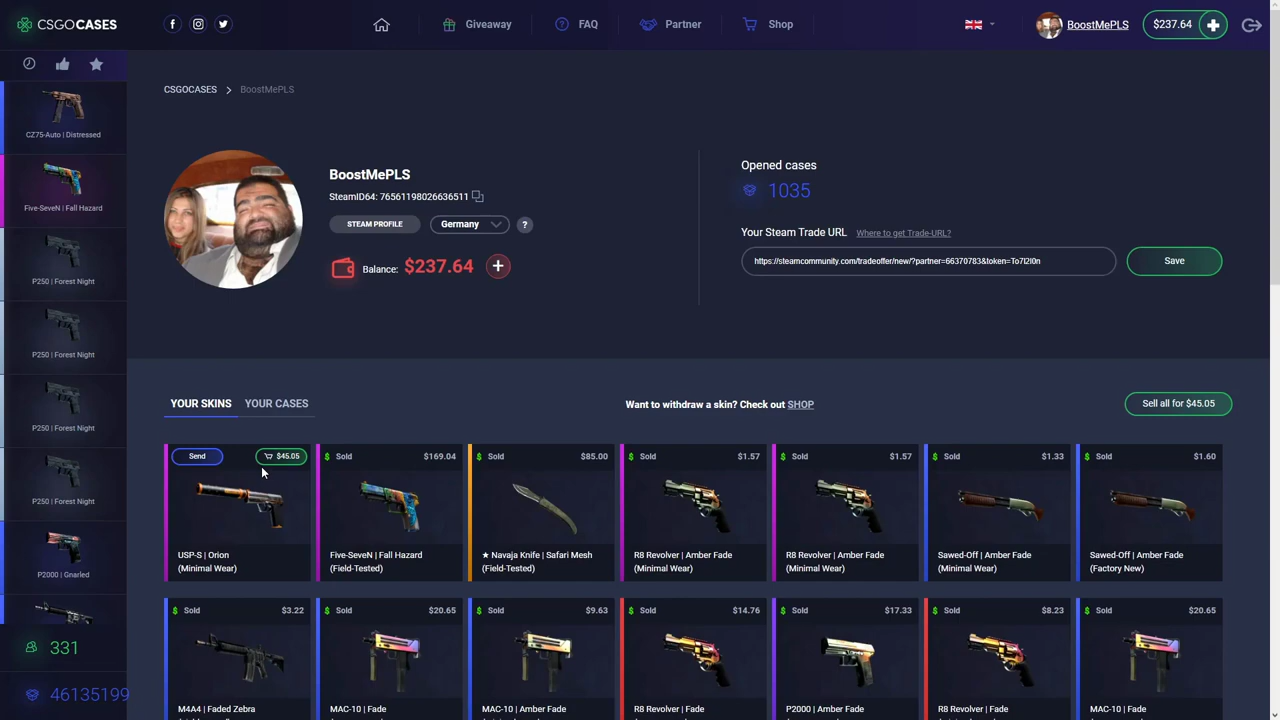 CSGOCASES
Giveaway
FAQ
Partner
Shop
BoostMePLS
$237.64
CSGOCASES > BoostMePLS
CZ75-Auto | Distressed
Five-SeveN | Fall Hazard
P250 | Forest Night
P250 | Forest Night
P250 | Forest Night
P250 | Forest Night
P2000 | Gnarled
331
46135199
BoostMePLS
SteamID64: 76561198026636511
STEAM PROFILE
Germany
?
Balance: $237.64
Opened cases
1035
Your Steam Trade URL Where to get Trade-URL?
https://steamcommunity.com/tradeoffer/new/?partner=66370783&token=To7I2I0n
Save
YOUR SKINS
YOUR CASES
Want to withdraw a skin? Check out SHOP
Sell all for $45.05
Send
$45.05
USP-S | Orion
(Minimal Wear)
$ Sold $169.04
Five-SeveN | Fall Hazard
(Field-Tested)
$ Sold $85.00
★ Navaja Knife | Safari Mesh
(Field-Tested)
$ Sold $1.57
R8 Revolver | Amber Fade
(Minimal Wear)
$ Sold $1.57
R8 Revolver | Amber Fade
(Minimal Wear)
$ Sold $1.33
Sawed-Off | Amber Fade
(Minimal Wear)
$ Sold $1.60
Sawed-Off | Amber Fade
(Factory New)
$ Sold $3.22
M4A4 | Faded Zebra
$ Sold $20.65
MAC-10 | Fade
$ Sold $9.63
MAC-10 | Amber Fade
$ Sold $14.76
R8 Revolver | Fade
$ Sold $17.33
P2000 | Amber Fade
$ Sold $8.23
R8 Revolver | Fade
$ Sold $20.65
MAC-10 | Fade